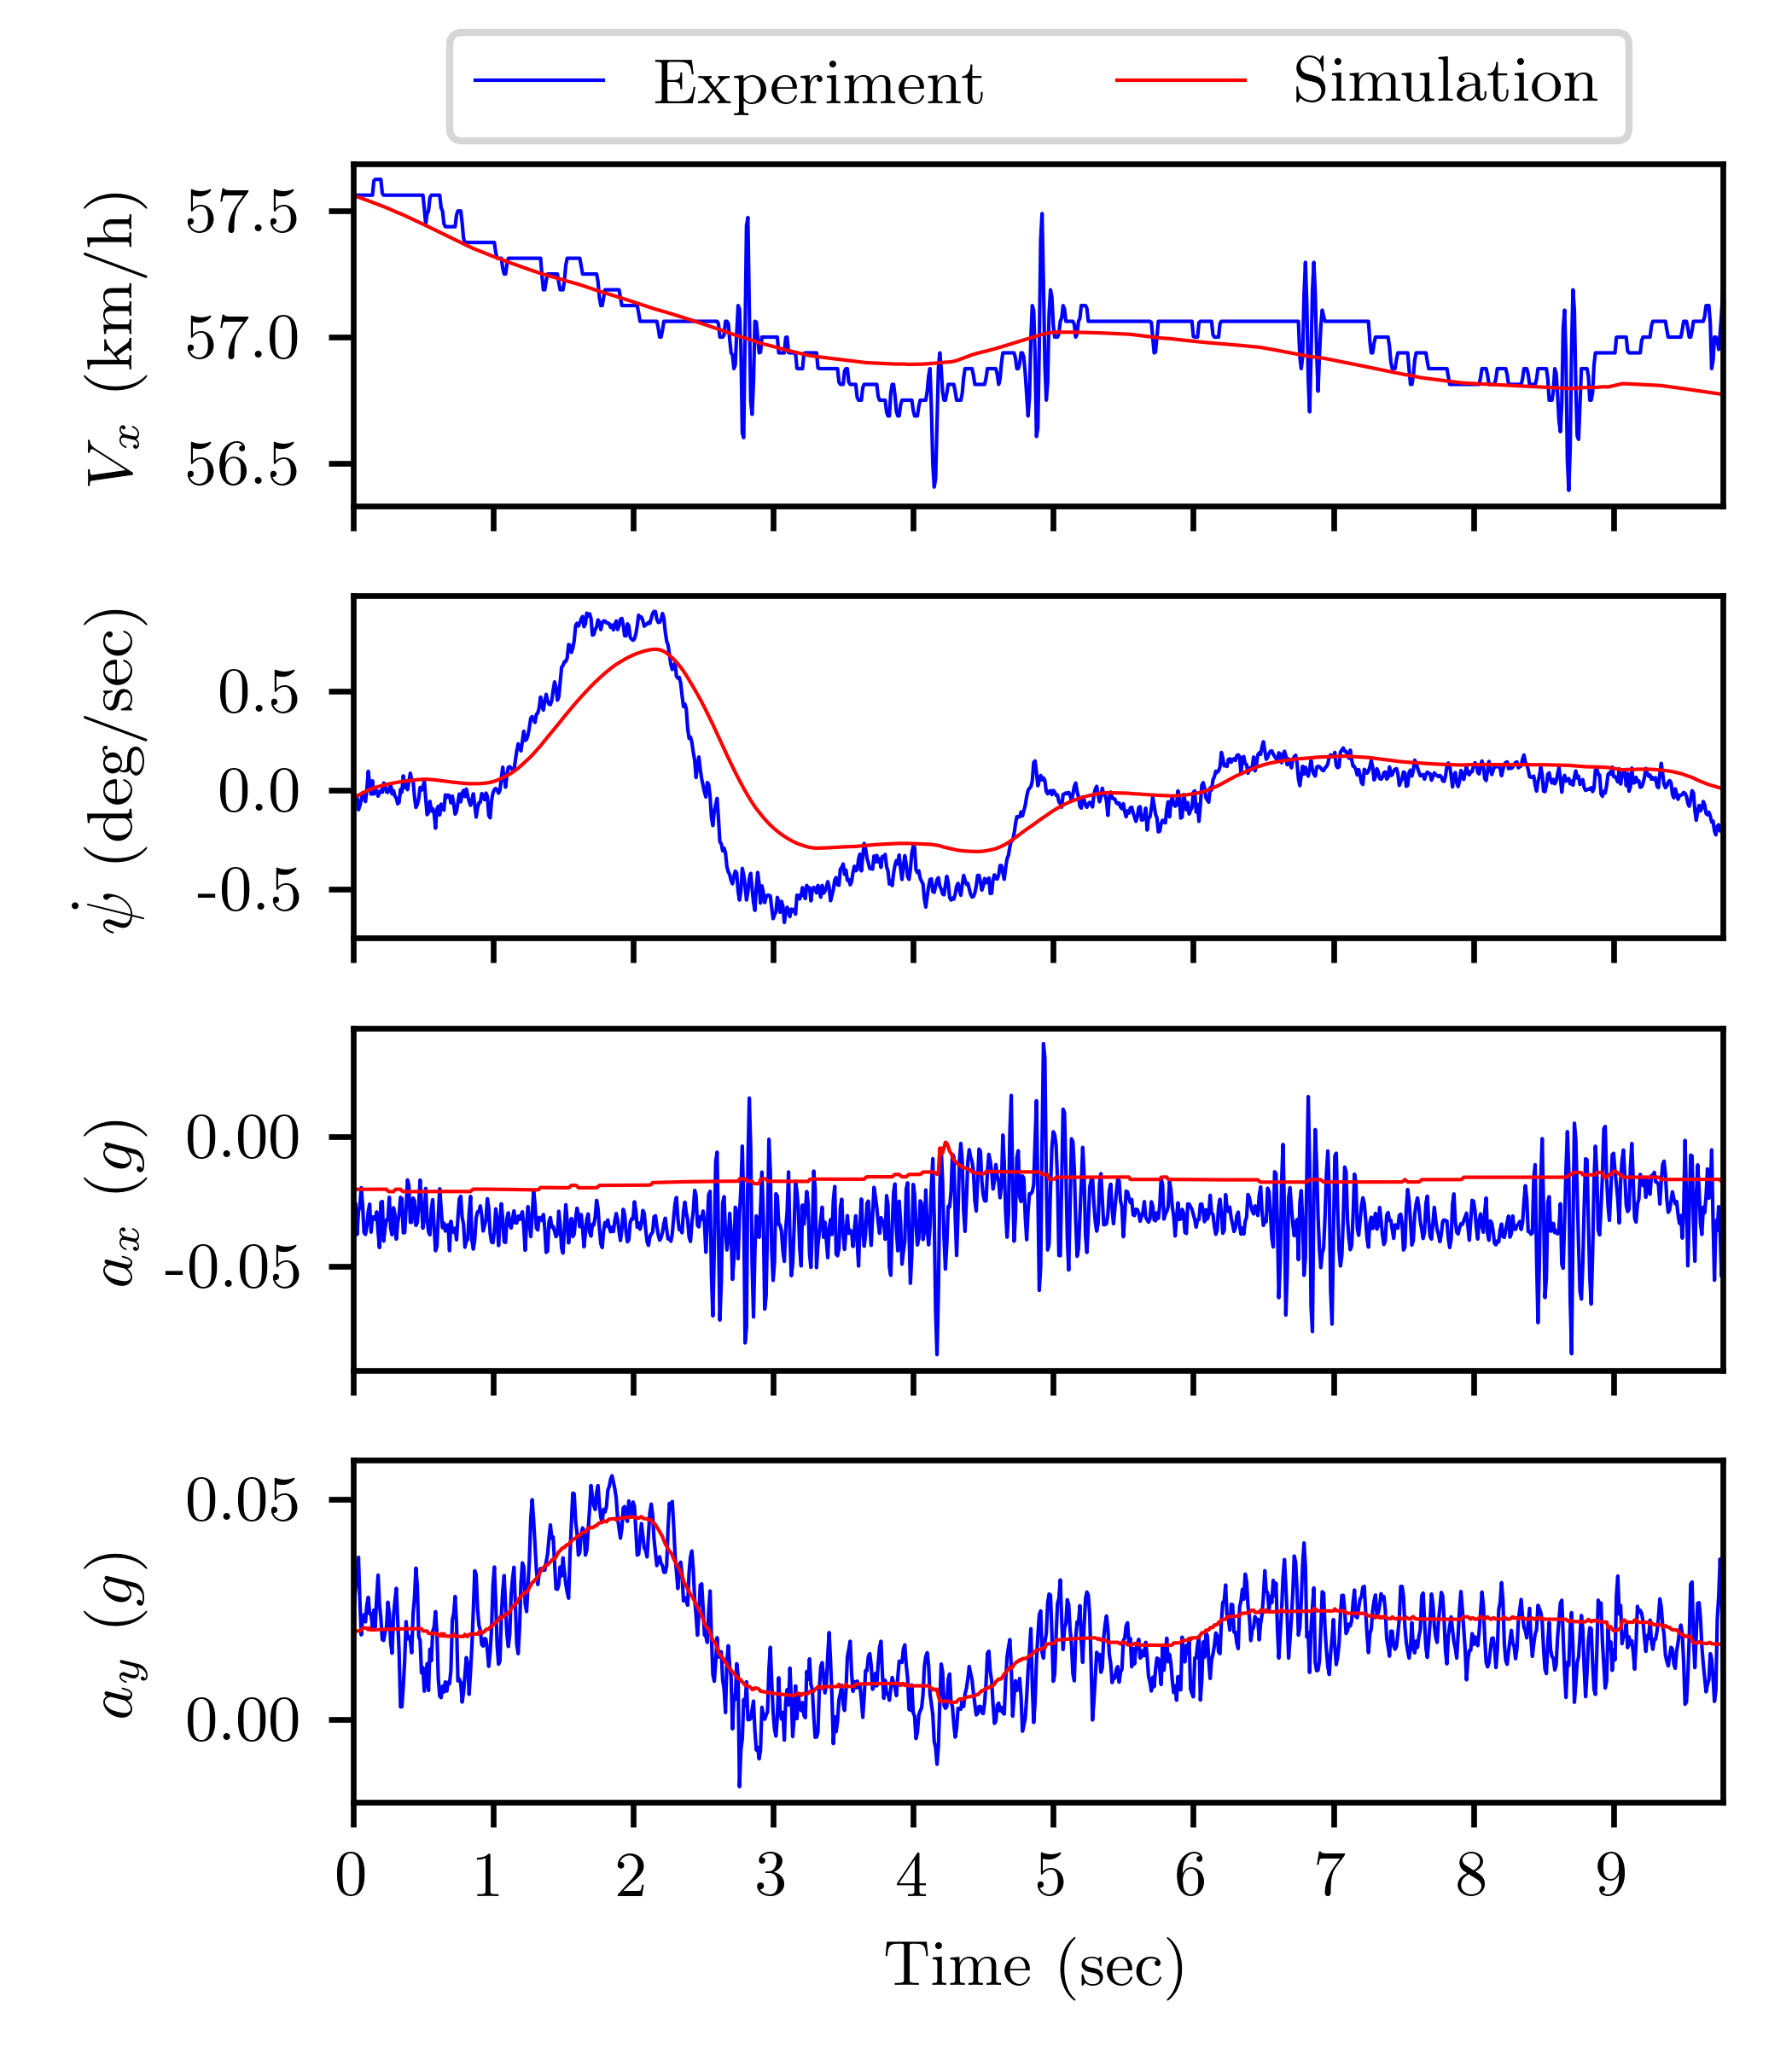 Experiment Simulation
57.5
57.0
56.5
Vₓ (km/h)
0.5
0.0
-0.5
ψ̇ (deg/sec)
0.00
-0.05
aₓ (g)
0.05
0.00
a_y (g)
0 1 2 3 4 5 6 7 8 9
Time (sec)